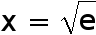 x = √e